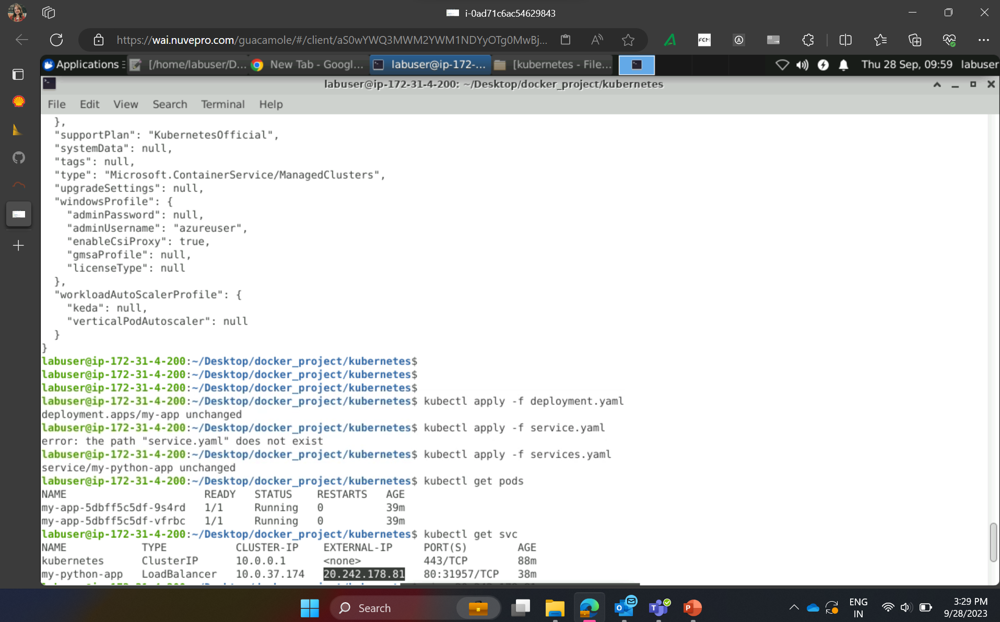 i-0ad71c6ac54629843
https://wai.nuvepro.com/guacamole/#/client/aS0wYWQ3MWM2YWM1NDYyOTg0MwBj...
Applications
[/home/labuser/D...
New Tab - Googl...
labuser@ip-172-...
[kubernetes - File...
Thu 28 Sep, 09:59
labuser
labuser@ip-172-31-4-200: ~/Desktop/docker_project/kubernetes
File Edit View Search Terminal Help
},
"supportPlan": "KubernetesOfficial",
"systemData": null,
"tags": null,
"type": "Microsoft.ContainerService/ManagedClusters",
"upgradeSettings": null,
"windowsProfile": {
"adminPassword": null,
"adminUsername": "azureuser",
"enableCsiProxy": true,
"gmsaProfile": null,
"licenseType": null
},
"workloadAutoScalerProfile": {
"keda": null,
"verticalPodAutoscaler": null
}
}
labuser@ip-172-31-4-200:~/Desktop/docker_project/kubernetes$
labuser@ip-172-31-4-200:~/Desktop/docker_project/kubernetes$
labuser@ip-172-31-4-200:~/Desktop/docker_project/kubernetes$
labuser@ip-172-31-4-200:~/Desktop/docker_project/kubernetes$ kubectl apply -f deployment.yaml
deployment.apps/my-app unchanged
labuser@ip-172-31-4-200:~/Desktop/docker_project/kubernetes$ kubectl apply -f service.yaml
error: the path "service.yaml" does not exist
labuser@ip-172-31-4-200:~/Desktop/docker_project/kubernetes$ kubectl apply -f services.yaml
service/my-python-app unchanged
labuser@ip-172-31-4-200:~/Desktop/docker_project/kubernetes$ kubectl get pods
NAME READY STATUS RESTARTS AGE
my-app-5dbff5c5df-9s4rd 1/1 Running 0 39m
my-app-5dbff5c5df-vfrbc 1/1 Running 0 39m
labuser@ip-172-31-4-200:~/Desktop/docker_project/kubernetes$ kubectl get svc
NAME TYPE CLUSTER-IP EXTERNAL-IP PORT(S) AGE
kubernetes ClusterIP 10.0.0.1 <none> 443/TCP 88m
my-python-app LoadBalancer 10.0.37.174 20.242.178.81 80:31957/TCP 38m
Search
ENG
IN
3:29 PM
9/28/2023